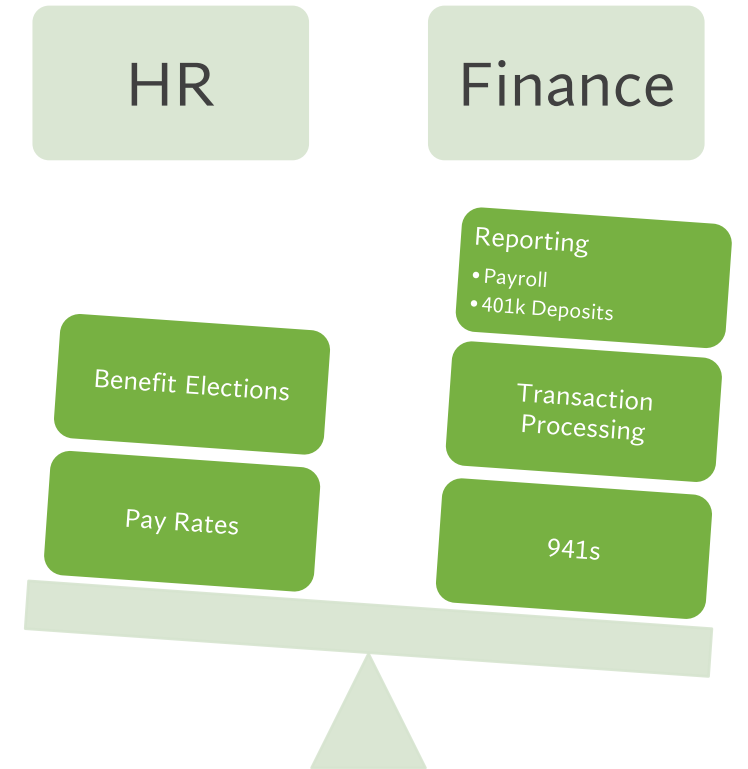 HR
Finance
Reporting
• Payroll
• 401k Deposits
Benefit Elections
Transaction
Processing
Pay Rates
941s